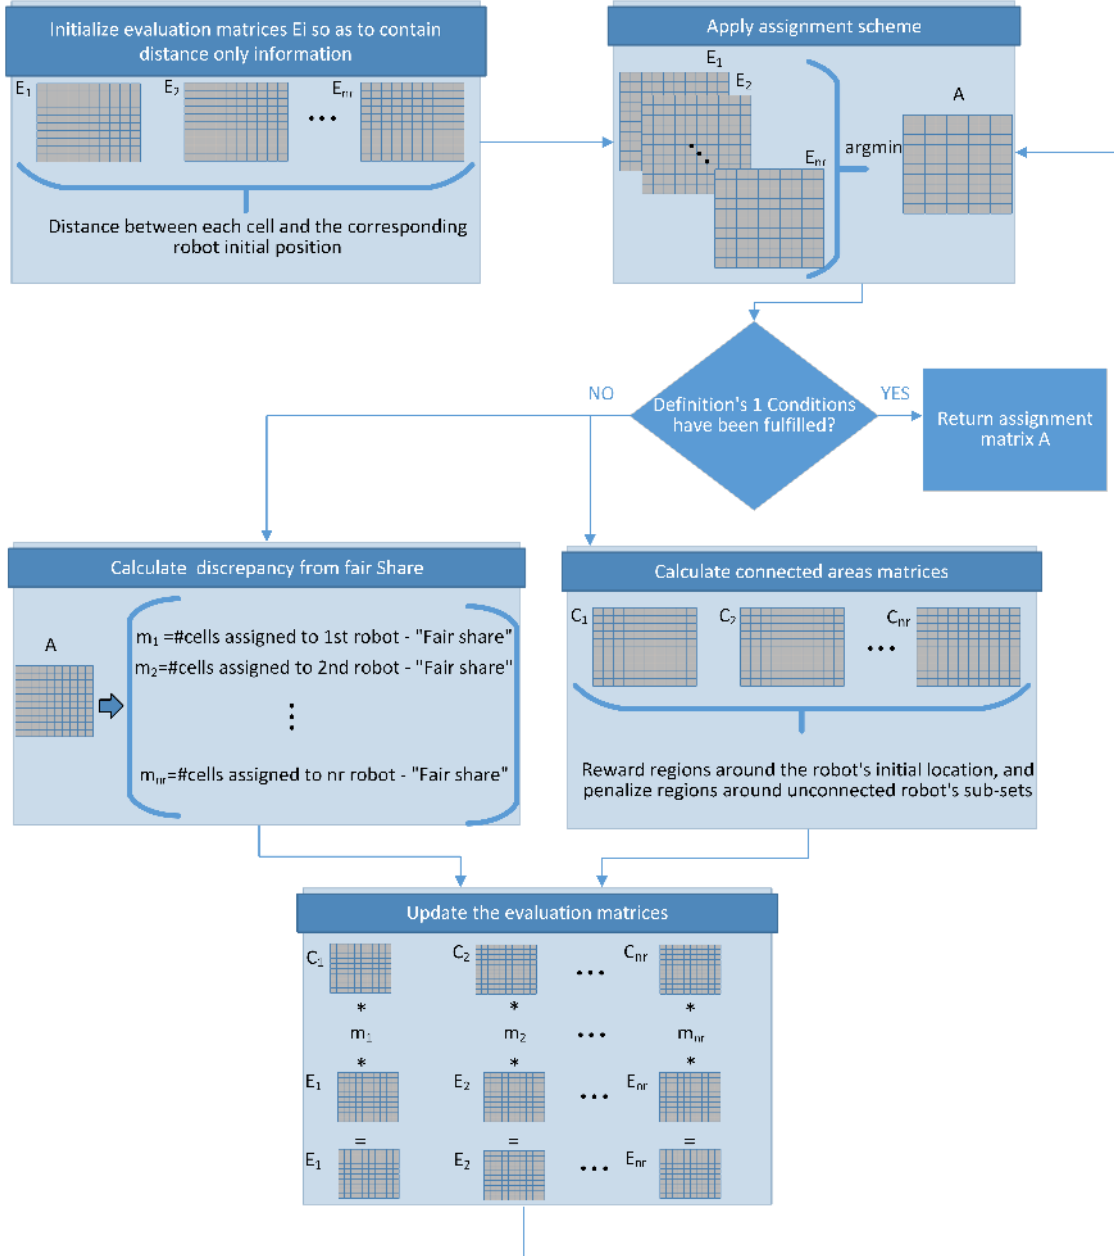 Initialize evaluation matrices Ei so as to contain
distance only information
E1
E2
Enr
Distance between each cell and the corresponding
robot initial position
Apply assignment scheme
E1
E2
Enr
argmin
A
Definition's 1 Conditions
have been fulfilled?
NO
YES
Return assignment
matrix A
Calculate discrepancy from fair Share
A
m1 =#cells assigned to 1st robot - "Fair share"
m2=#cells assigned to 2nd robot - "Fair share"
mnr=#cells assigned to nr robot - "Fair share"
Calculate connected areas matrices
C1
C2
Cnr
Reward regions around the robot's initial location, and
penalize regions around unconnected robot's sub-sets
Update the evaluation matrices
C1 C2 ... Cnr
* * *
m1 m2 ... mnr
* * *
E1 E2 ... Enr
= = =
E1 E2 ... Enr